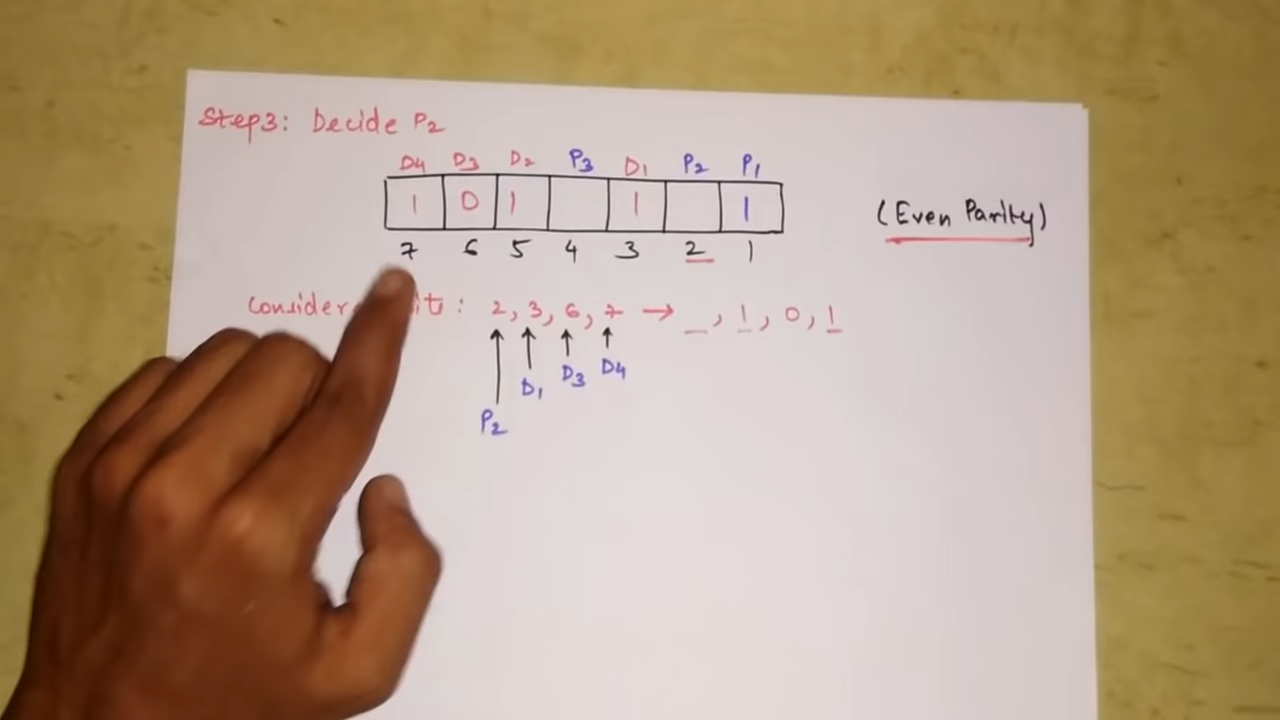 Step3: Decide P2
D4 D3 D2 P3 D1 P2 P1
1 0 1 1 1
7 6 5 4 3 2 1
(Even Parity)
Consider it: 2, 3, 6, 7 → _, 1, 0, 1
D1 D3 D4
P2